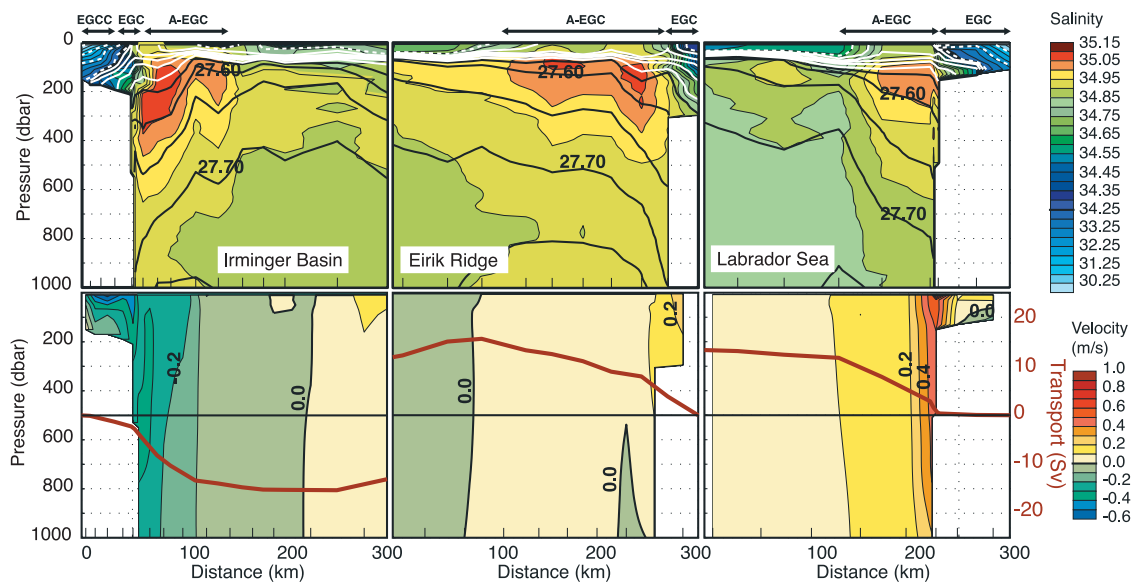 EGCC EGC A-EGC
A-EGC EGC
A-EGC EGC
Salinity
0
200
400
600
800
1000
Pressure (dbar)
27.60
27.70
Irminger Basin
27.60
27.70
Eirik Ridge
27.60
27.70
Labrador Sea
35.15
35.05
34.95
34.85
34.75
34.65
34.55
34.45
34.35
34.25
33.25
32.25
31.25
30.25
200
400
600
800
1000
Pressure (dbar)
-0.2
0.0
0.0
0.2
0.0
0.2
0.4
0.0
20
10
0
-10
-20
Transport (Sv)
Velocity
(m/s)
1.0
0.8
0.6
0.4
0.2
0.0
-0.2
-0.4
-0.6
0 100 200 300
Distance (km)
100 200 300
Distance (km)
100 200 300
Distance (km)